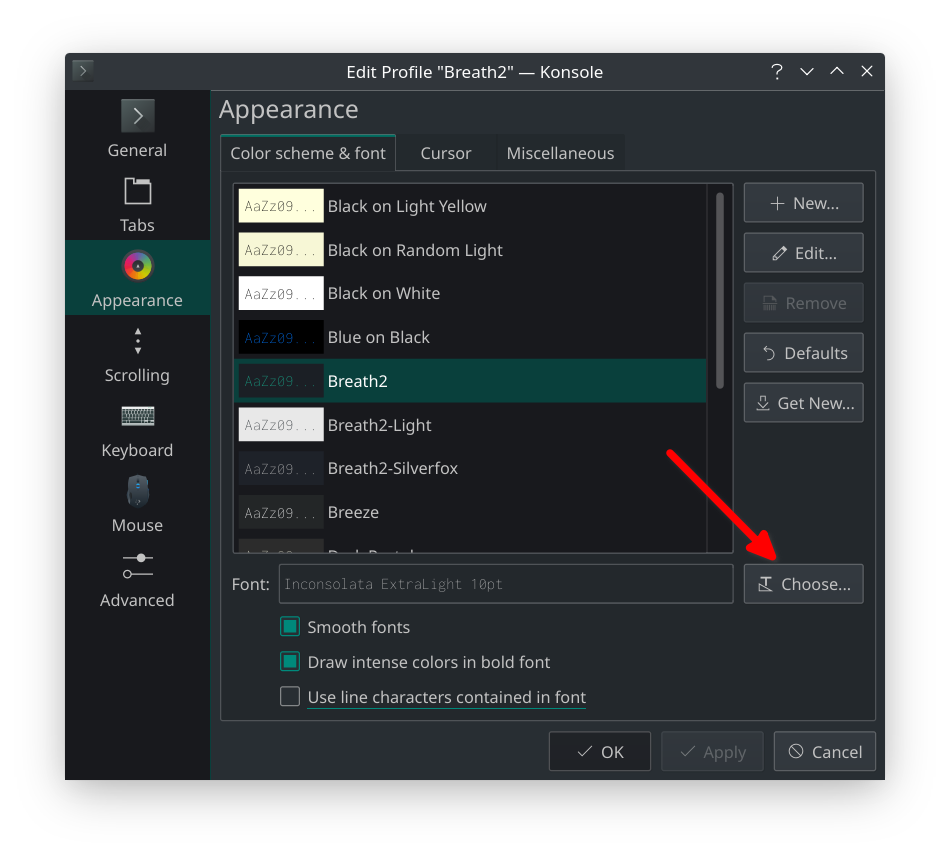 Edit Profile "Breath2" — Konsole
General
Tabs
Appearance
Scrolling
Keyboard
Mouse
Advanced
Appearance
Color scheme & font
Cursor
Miscellaneous
AaZz09... Black on Light Yellow
AaZz09... Black on Random Light
AaZz09... Black on White
AaZz09... Blue on Black
AaZz09... Breath2
AaZz09... Breath2-Light
AaZz09... Breath2-Silverfox
AaZz09... Breeze
New...
Edit...
Remove
Defaults
Get New...
Font: Inconsolata ExtraLight 10pt
Choose...
Smooth fonts
Draw intense colors in bold font
Use line characters contained in font
OK
Apply
Cancel